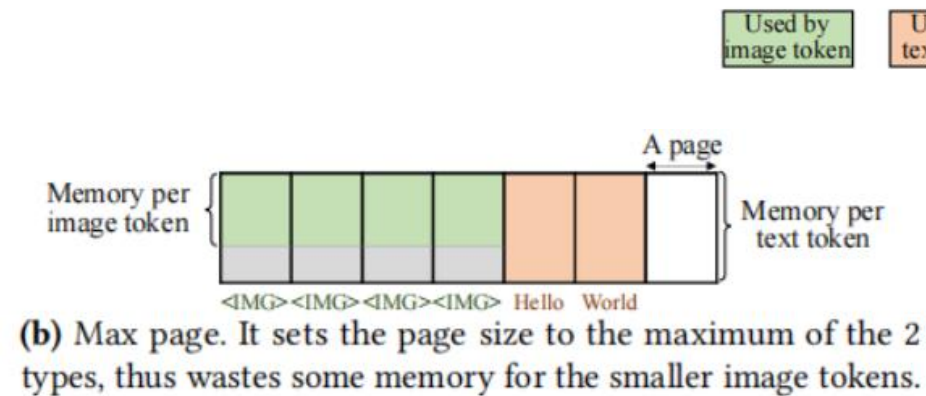 Used by
image token
A page
Memory per
image token
Memory per
text token
<IMG> <IMG> <IMG> <IMG> Hello World
(b) Max page. It sets the page size to the maximum of the 2
types, thus wastes some memory for the smaller image tokens.